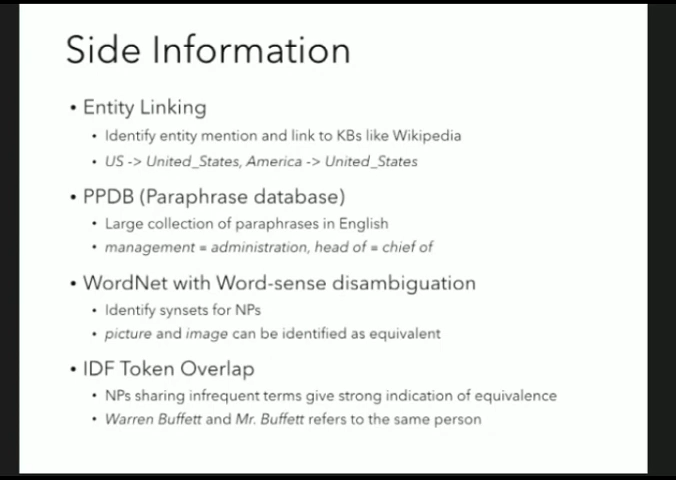 Side Information
• Entity Linking
• Identify entity mention and link to KBs like Wikipedia
• US -> United_States, America -> United_States
• PPDB (Paraphrase database)
• Large collection of paraphrases in English
• management = administration, head of = chief of
• WordNet with Word-sense disambiguation
• Identify synsets for NPs
• picture and image can be identified as equivalent
• IDF Token Overlap
• NPs sharing infrequent terms give strong indication of equivalence
• Warren Buffett and Mr. Buffett refers to the same person